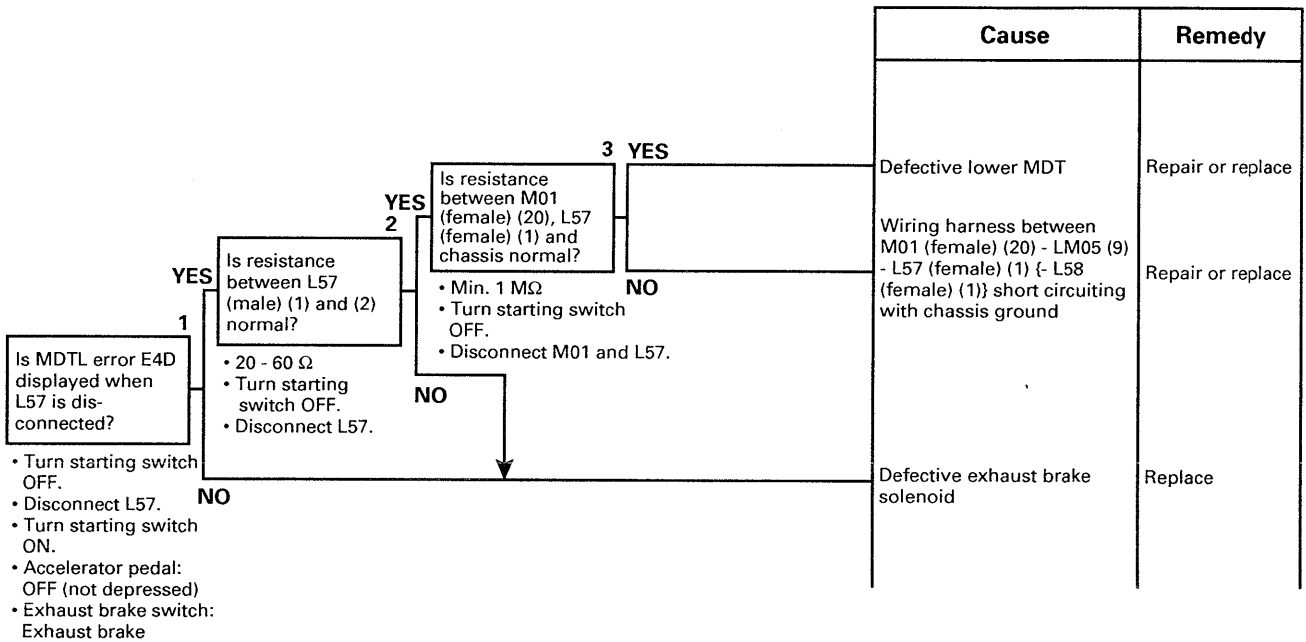 Cause
Remedy
3 YES
Defective lower MDT
Repair or replace
Is resistance
between M01
(female) (20), L57
(female) (1) and
chassis normal?
YES
2
Wiring harness between
M01 (female) (20) - LM05 (9)
- L57 (female) (1) {- L58
(female) (1)} short circuiting
with chassis ground
Repair or replace
NO
• Min. 1 MΩ
• Turn starting switch
OFF.
• Disconnect M01 and L57.
Is resistance
between L57
(male) (1) and (2)
normal?
YES
1
• 20 - 60 Ω
• Turn starting
switch OFF.
• Disconnect L57.
NO
Is MDTL error E4D
displayed when
L57 is dis-
connected?
• Turn starting switch
OFF.
• Disconnect L57.
• Turn starting switch
ON.
• Accelerator pedal:
OFF (not depressed)
• Exhaust brake switch:
Exhaust brake
NO
Defective exhaust brake
solenoid
Replace